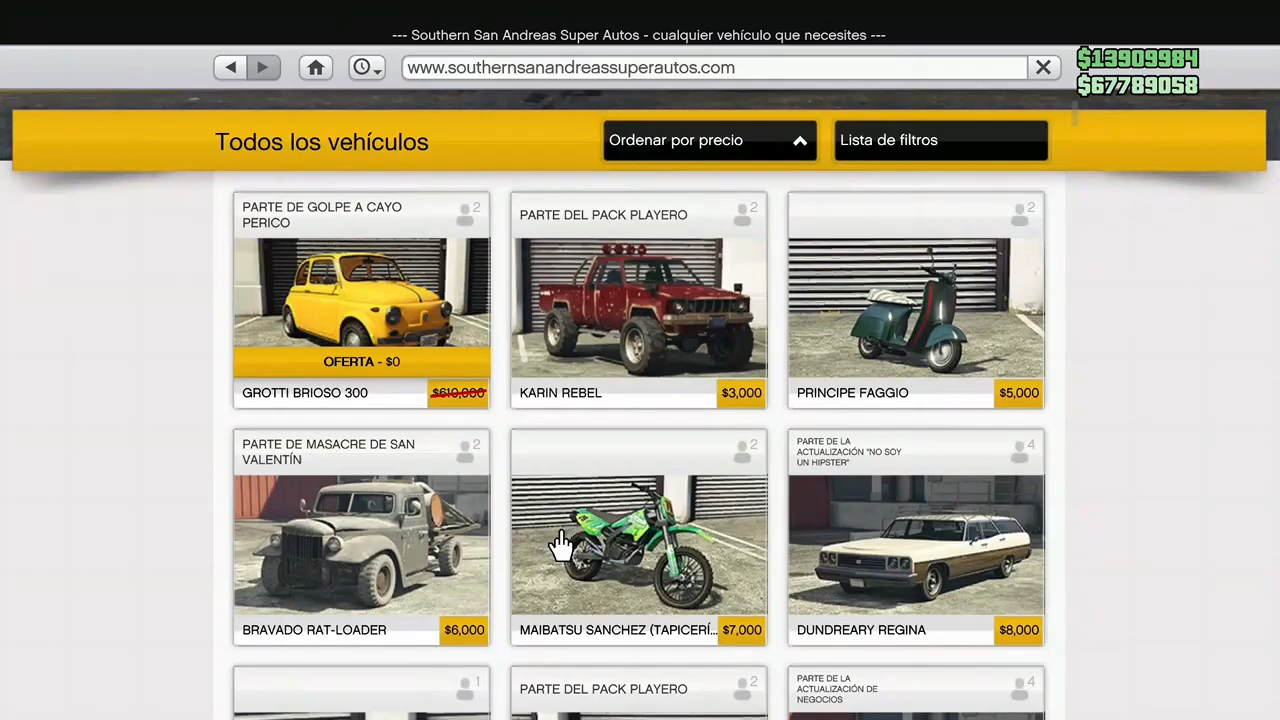 --- Southern San Andreas Super Autos - cualquier vehículo que necesites ---
www.southernsanandreassuperautos.com
$13909984
$67789058
Todos los vehículos
Ordenar por precio
Lista de filtros
PARTE DE GOLPE A CAYO
PERICO
2
OFERTA - $0
GROTTI BRIOSO 300
$610,000
PARTE DEL PACK PLAYERO
2
KARIN REBEL
$3,000
2
PRINCIPE FAGGIO
$5,000
PARTE DE MASACRE DE SAN
VALENTÍN
2
BRAVADO RAT-LOADER
$6,000
2
MAIBATSU SANCHEZ (TAPICERÍ...
$7,000
PARTE DE LA
ACTUALIZACIÓN "NO SOY
UN HIPSTER"
4
DUNDREARY REGINA
$8,000
1
PARTE DEL PACK PLAYERO
2
PARTE DE LA
ACTUALIZACIÓN DE
NEGOCIOS
4